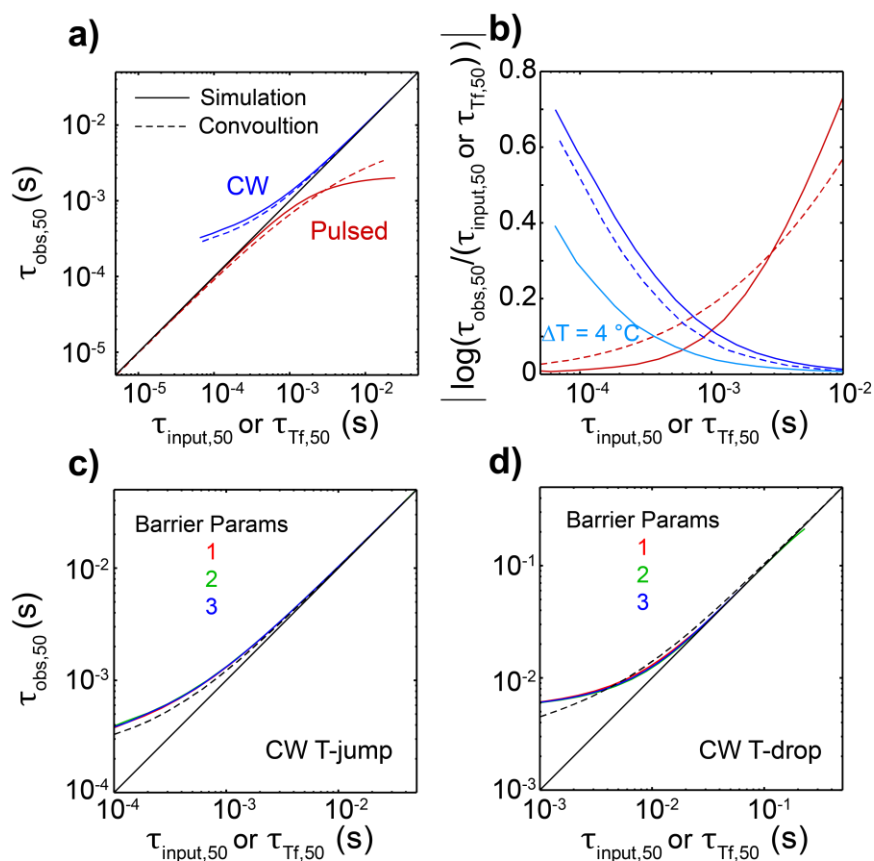 a)
10⁻²
10⁻³
10⁻⁴
10⁻⁵
τobs,50 (s)
Simulation
Convoultion
CW
Pulsed
10⁻⁵ 10⁻⁴ 10⁻³ 10⁻²
τinput,50 or τTf,50 (s)
b)
0.8
0.6
0.4
0.2
0
| log(τobs,50/(τinput,50 or τTf,50)) |
ΔT = 4 °C
10⁻⁴ 10⁻³ 10⁻²
τinput,50 or τTf,50 (s)
c)
10⁻²
10⁻³
10⁻⁴
τobs,50 (s)
Barrier Params
1
2
3
CW T-jump
10⁻⁴ 10⁻³ 10⁻²
τinput,50 or τTf,50 (s)
d)
10⁻¹
10⁻²
10⁻³
Barrier Params
1
2
3
CW T-drop
10⁻³ 10⁻² 10⁻¹
τinput,50 or τTf,50 (s)